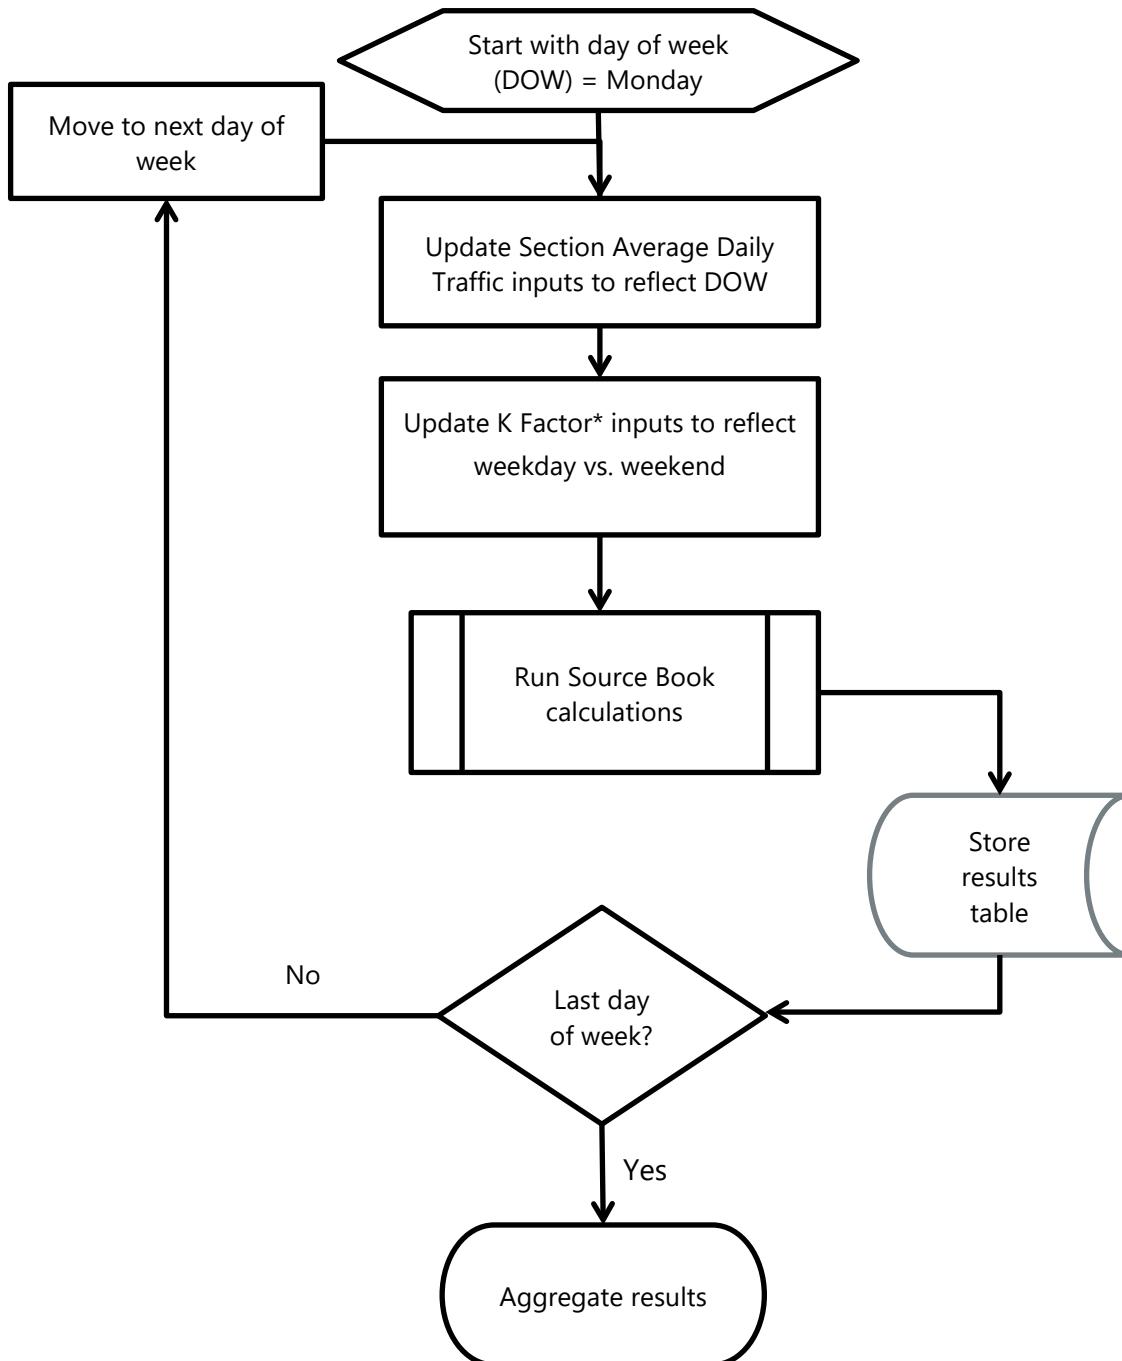 Start with day of week
(DOW) = Monday
Move to next day of
week
Update Section Average Daily
Traffic inputs to reflect DOW
Update K Factor* inputs to reflect
weekday vs. weekend
Run Source Book
calculations
Store
results
table
No
Last day
of week?
Yes
Aggregate results